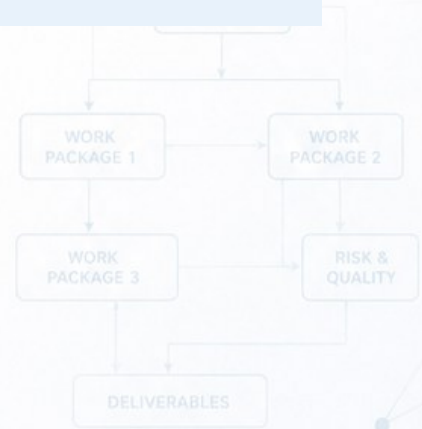 WORK
PACKAGE 1
WORK
PACKAGE 2
WORK
PACKAGE 3
RISK &
QUALITY
DELIVERABLES